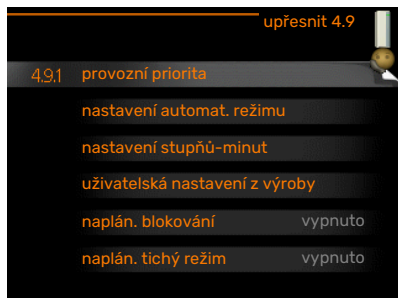 upřesnit 4.9
4.9.1 provozní priorita
nastavení automat. režimu
nastavení stupňů-minut
uživatelská nastavení z výroby
naplán. blokování vypnuto
naplán. tichý režim vypnuto